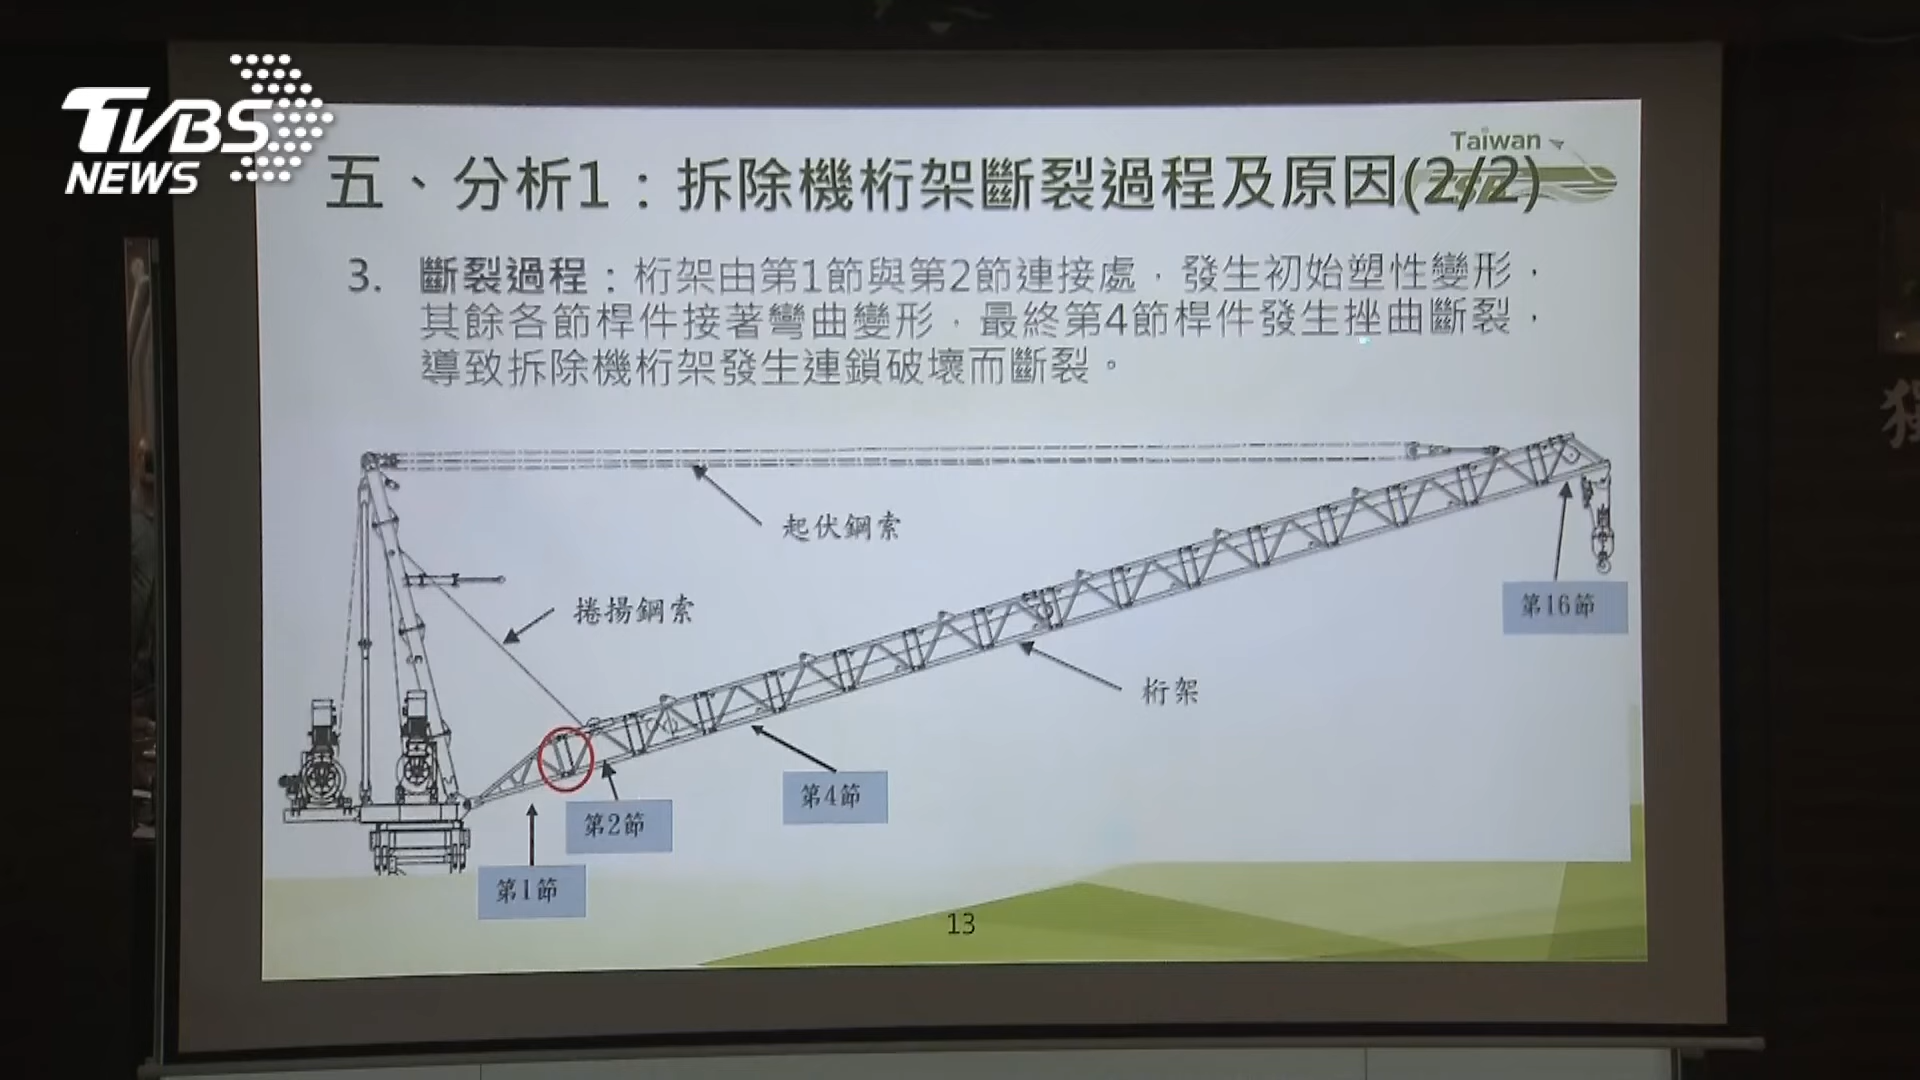 TVBS
NEWS
Taiwan
五、分析1：拆除機桁架斷裂過程及原因(2/2)
3. 斷裂過程：桁架由第1節與第2節連接處，發生初始塑性變形，
其餘各節桿件接著彎曲變形，最終第4節桿件發生挫曲斷裂，
導致拆除機桁架發生連鎖破壞而斷裂。
起伏鋼索
捲揚鋼索
第16節
桁架
第4節
第2節
第1節
13